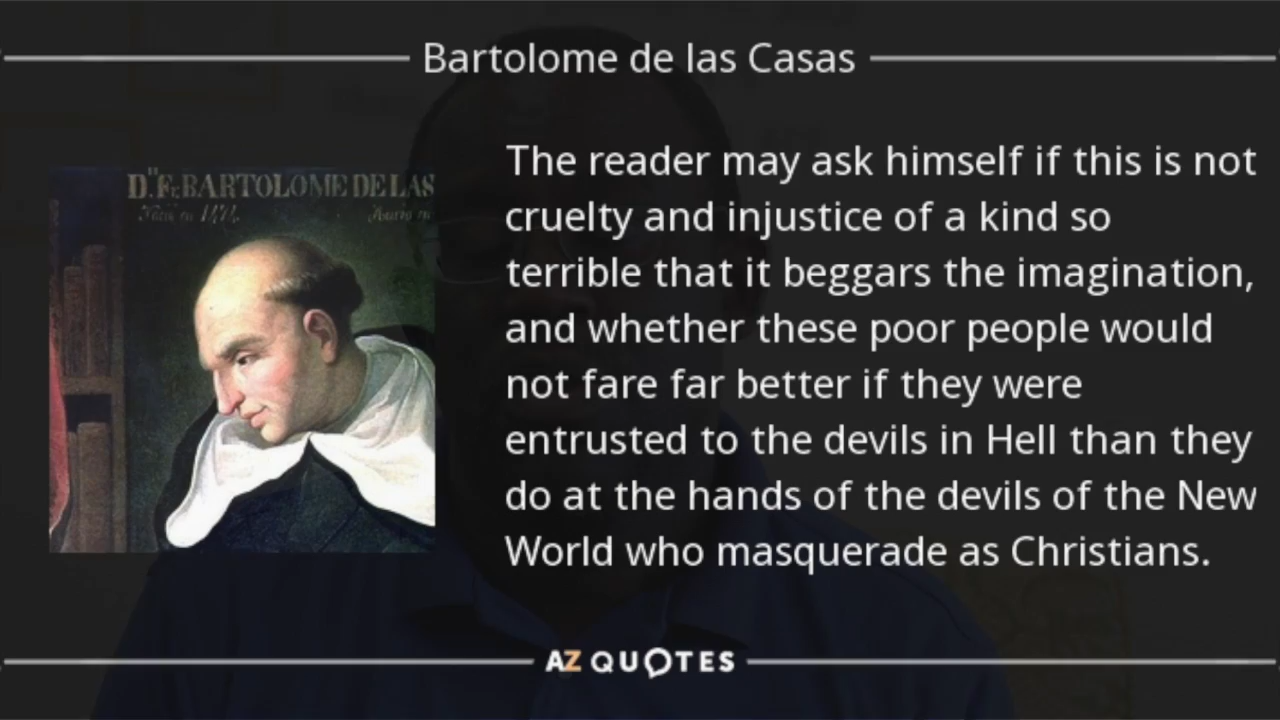 Bartolome de las Casas
D.n Fr. BARTOLOME DE LAS
The reader may ask himself if this is not
cruelty and injustice of a kind so
terrible that it beggars the imagination,
and whether these poor people would
not fare far better if they were
entrusted to the devils in Hell than they
do at the hands of the devils of the New
World who masquerade as Christians.
AZ QUOTES